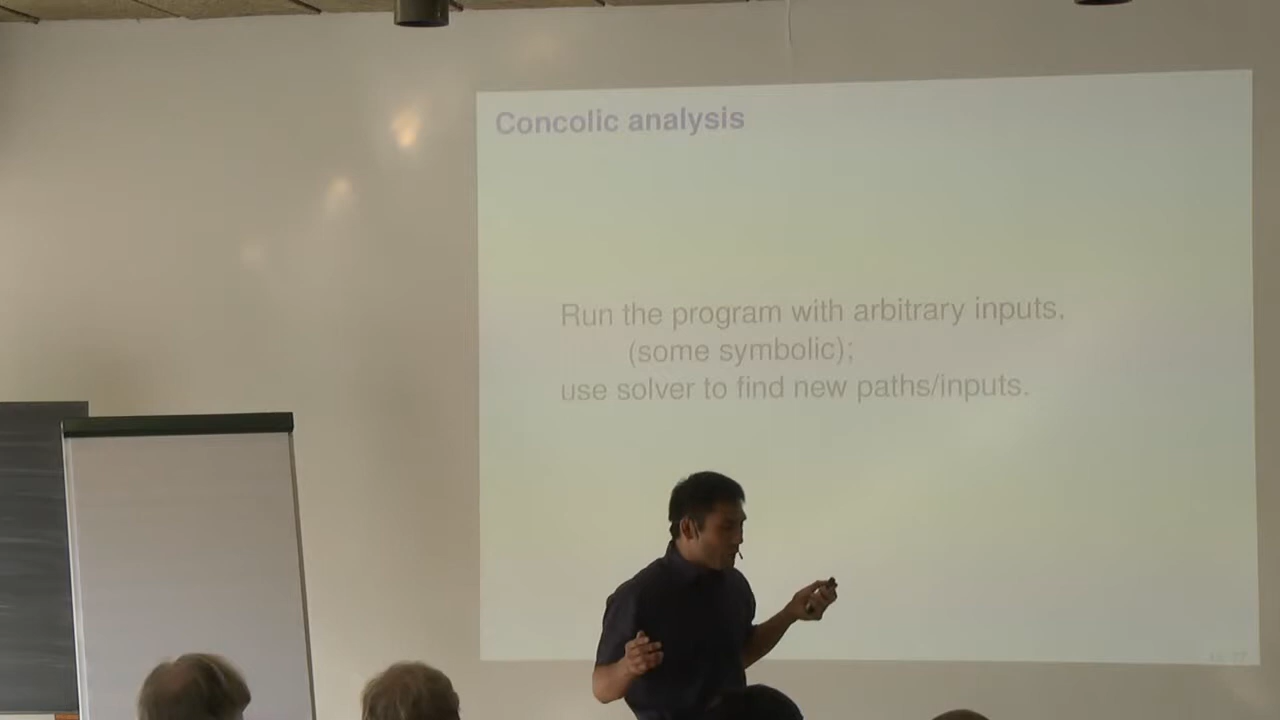 Concolic analysis
Run the program with arbitrary inputs.
(some symbolic);
use solver to find new paths/inputs.